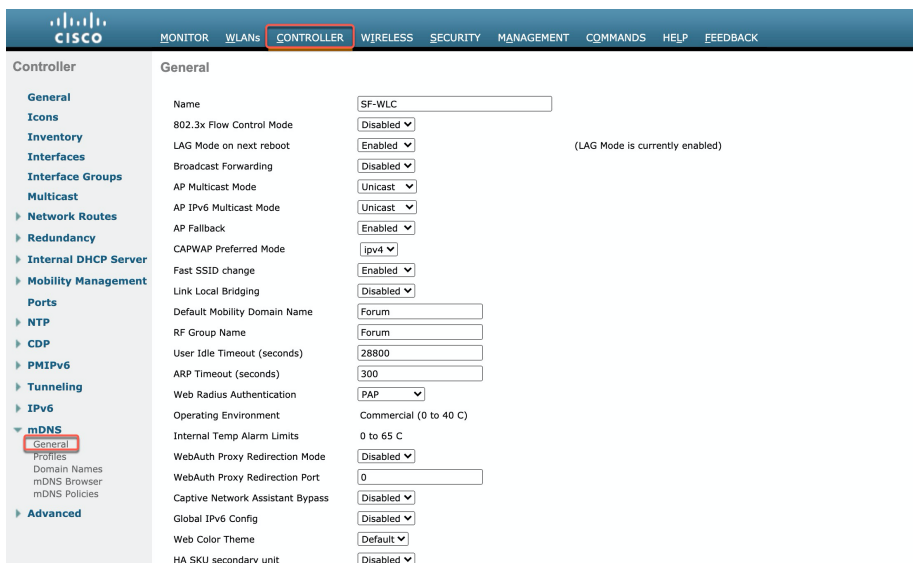 CISCO
MONITOR WLANs CONTROLLER WIRELESS SECURITY MANAGEMENT COMMANDS HELP FEEDBACK
Controller
General
Icons
Inventory
Interfaces
Interface Groups
Multicast
Network Routes
Redundancy
Internal DHCP Server
Mobility Management
Ports
NTP
CDP
PMIPv6
Tunneling
IPv6
mDNS
General
Profiles
Domain Names
mDNS Browser
mDNS Policies
Advanced
General
Name SF-WLC
802.3x Flow Control Mode Disabled
LAG Mode on next reboot Enabled (LAG Mode is currently enabled)
Broadcast Forwarding Disabled
AP Multicast Mode Unicast
AP IPv6 Multicast Mode Unicast
AP Fallback Enabled
CAPWAP Preferred Mode ipv4
Fast SSID change Enabled
Link Local Bridging Disabled
Default Mobility Domain Name Forum
RF Group Name Forum
User Idle Timeout (seconds) 28800
ARP Timeout (seconds) 300
Web Radius Authentication PAP
Operating Environment Commercial (0 to 40 C)
Internal Temp Alarm Limits 0 to 65 C
WebAuth Proxy Redirection Mode Disabled
WebAuth Proxy Redirection Port 0
Captive Network Assistant Bypass Disabled
Global IPv6 Config Disabled
Web Color Theme Default
HA SKU secondary unit Disabled